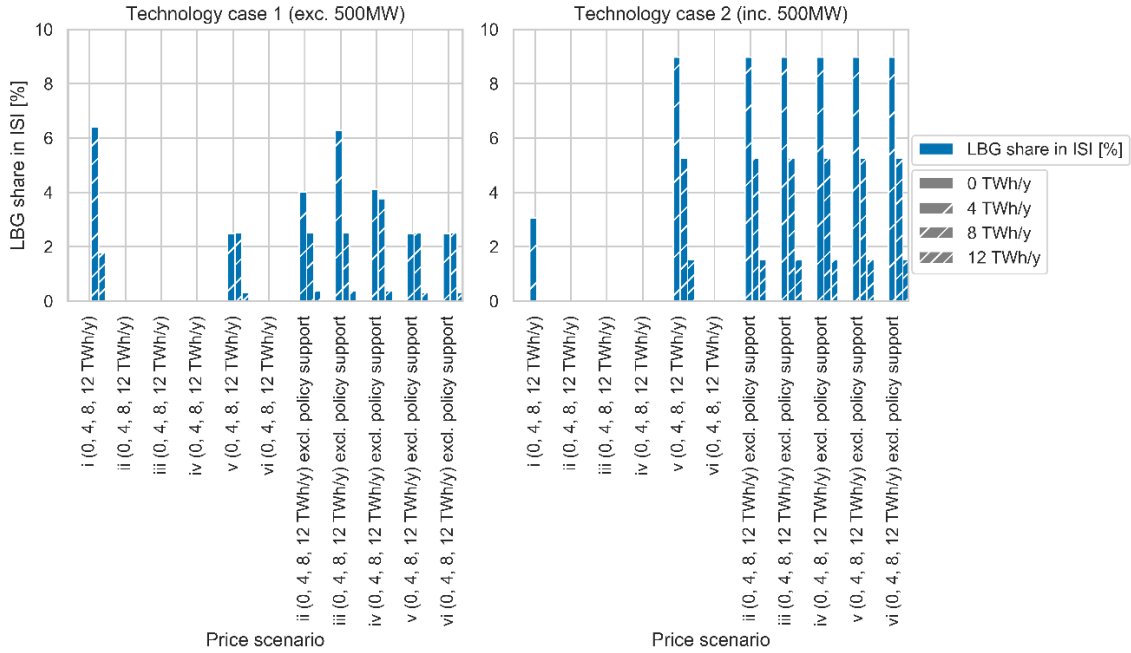 Technology case 1 (exc. 500MW)
10
8
6
4
2
0
LBG share in ISI [%]
i (0, 4, 8, 12 TWh/y)
ii (0, 4, 8, 12 TWh/y)
iii (0, 4, 8, 12 TWh/y)
iv (0, 4, 8, 12 TWh/y)
v (0, 4, 8, 12 TWh/y)
vi (0, 4, 8, 12 TWh/y)
ii (0, 4, 8, 12 TWh/y) excl. policy support
iii (0, 4, 8, 12 TWh/y) excl. policy support
iv (0, 4, 8, 12 TWh/y) excl. policy support
v (0, 4, 8, 12 TWh/y) excl. policy support
vi (0, 4, 8, 12 TWh/y) excl. policy support
Price scenario
Technology case 2 (inc. 500MW)
10
8
6
4
2
0
i (0, 4, 8, 12 TWh/y)
ii (0, 4, 8, 12 TWh/y)
iii (0, 4, 8, 12 TWh/y)
iv (0, 4, 8, 12 TWh/y)
v (0, 4, 8, 12 TWh/y)
vi (0, 4, 8, 12 TWh/y)
ii (0, 4, 8, 12 TWh/y) excl. policy support
iii (0, 4, 8, 12 TWh/y) excl. policy support
iv (0, 4, 8, 12 TWh/y) excl. policy support
v (0, 4, 8, 12 TWh/y) excl. policy support
vi (0, 4, 8, 12 TWh/y) excl. policy support
Price scenario
LBG share in ISI [%]
0 TWh/y
4 TWh/y
8 TWh/y
12 TWh/y